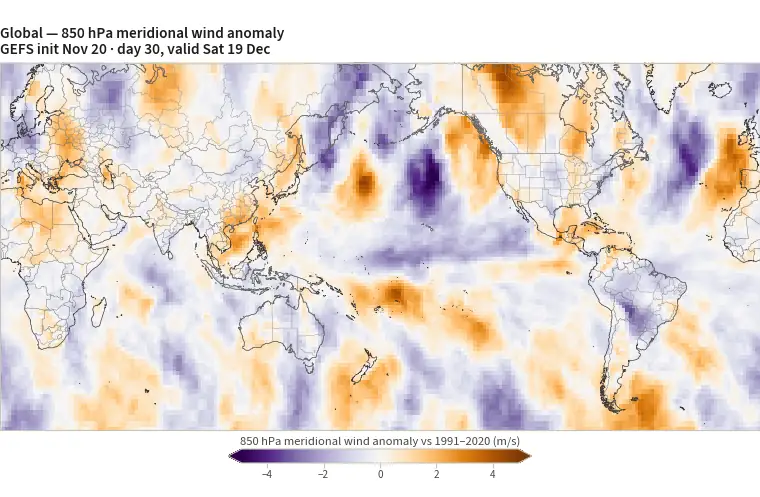 Global — 850 hPa meridional wind anomaly
GEFS init Nov 20 · day 30, valid Sat 19 Dec
850 hPa meridional wind anomaly vs 1991–2020 (m/s)
−4 −2 0 2 4